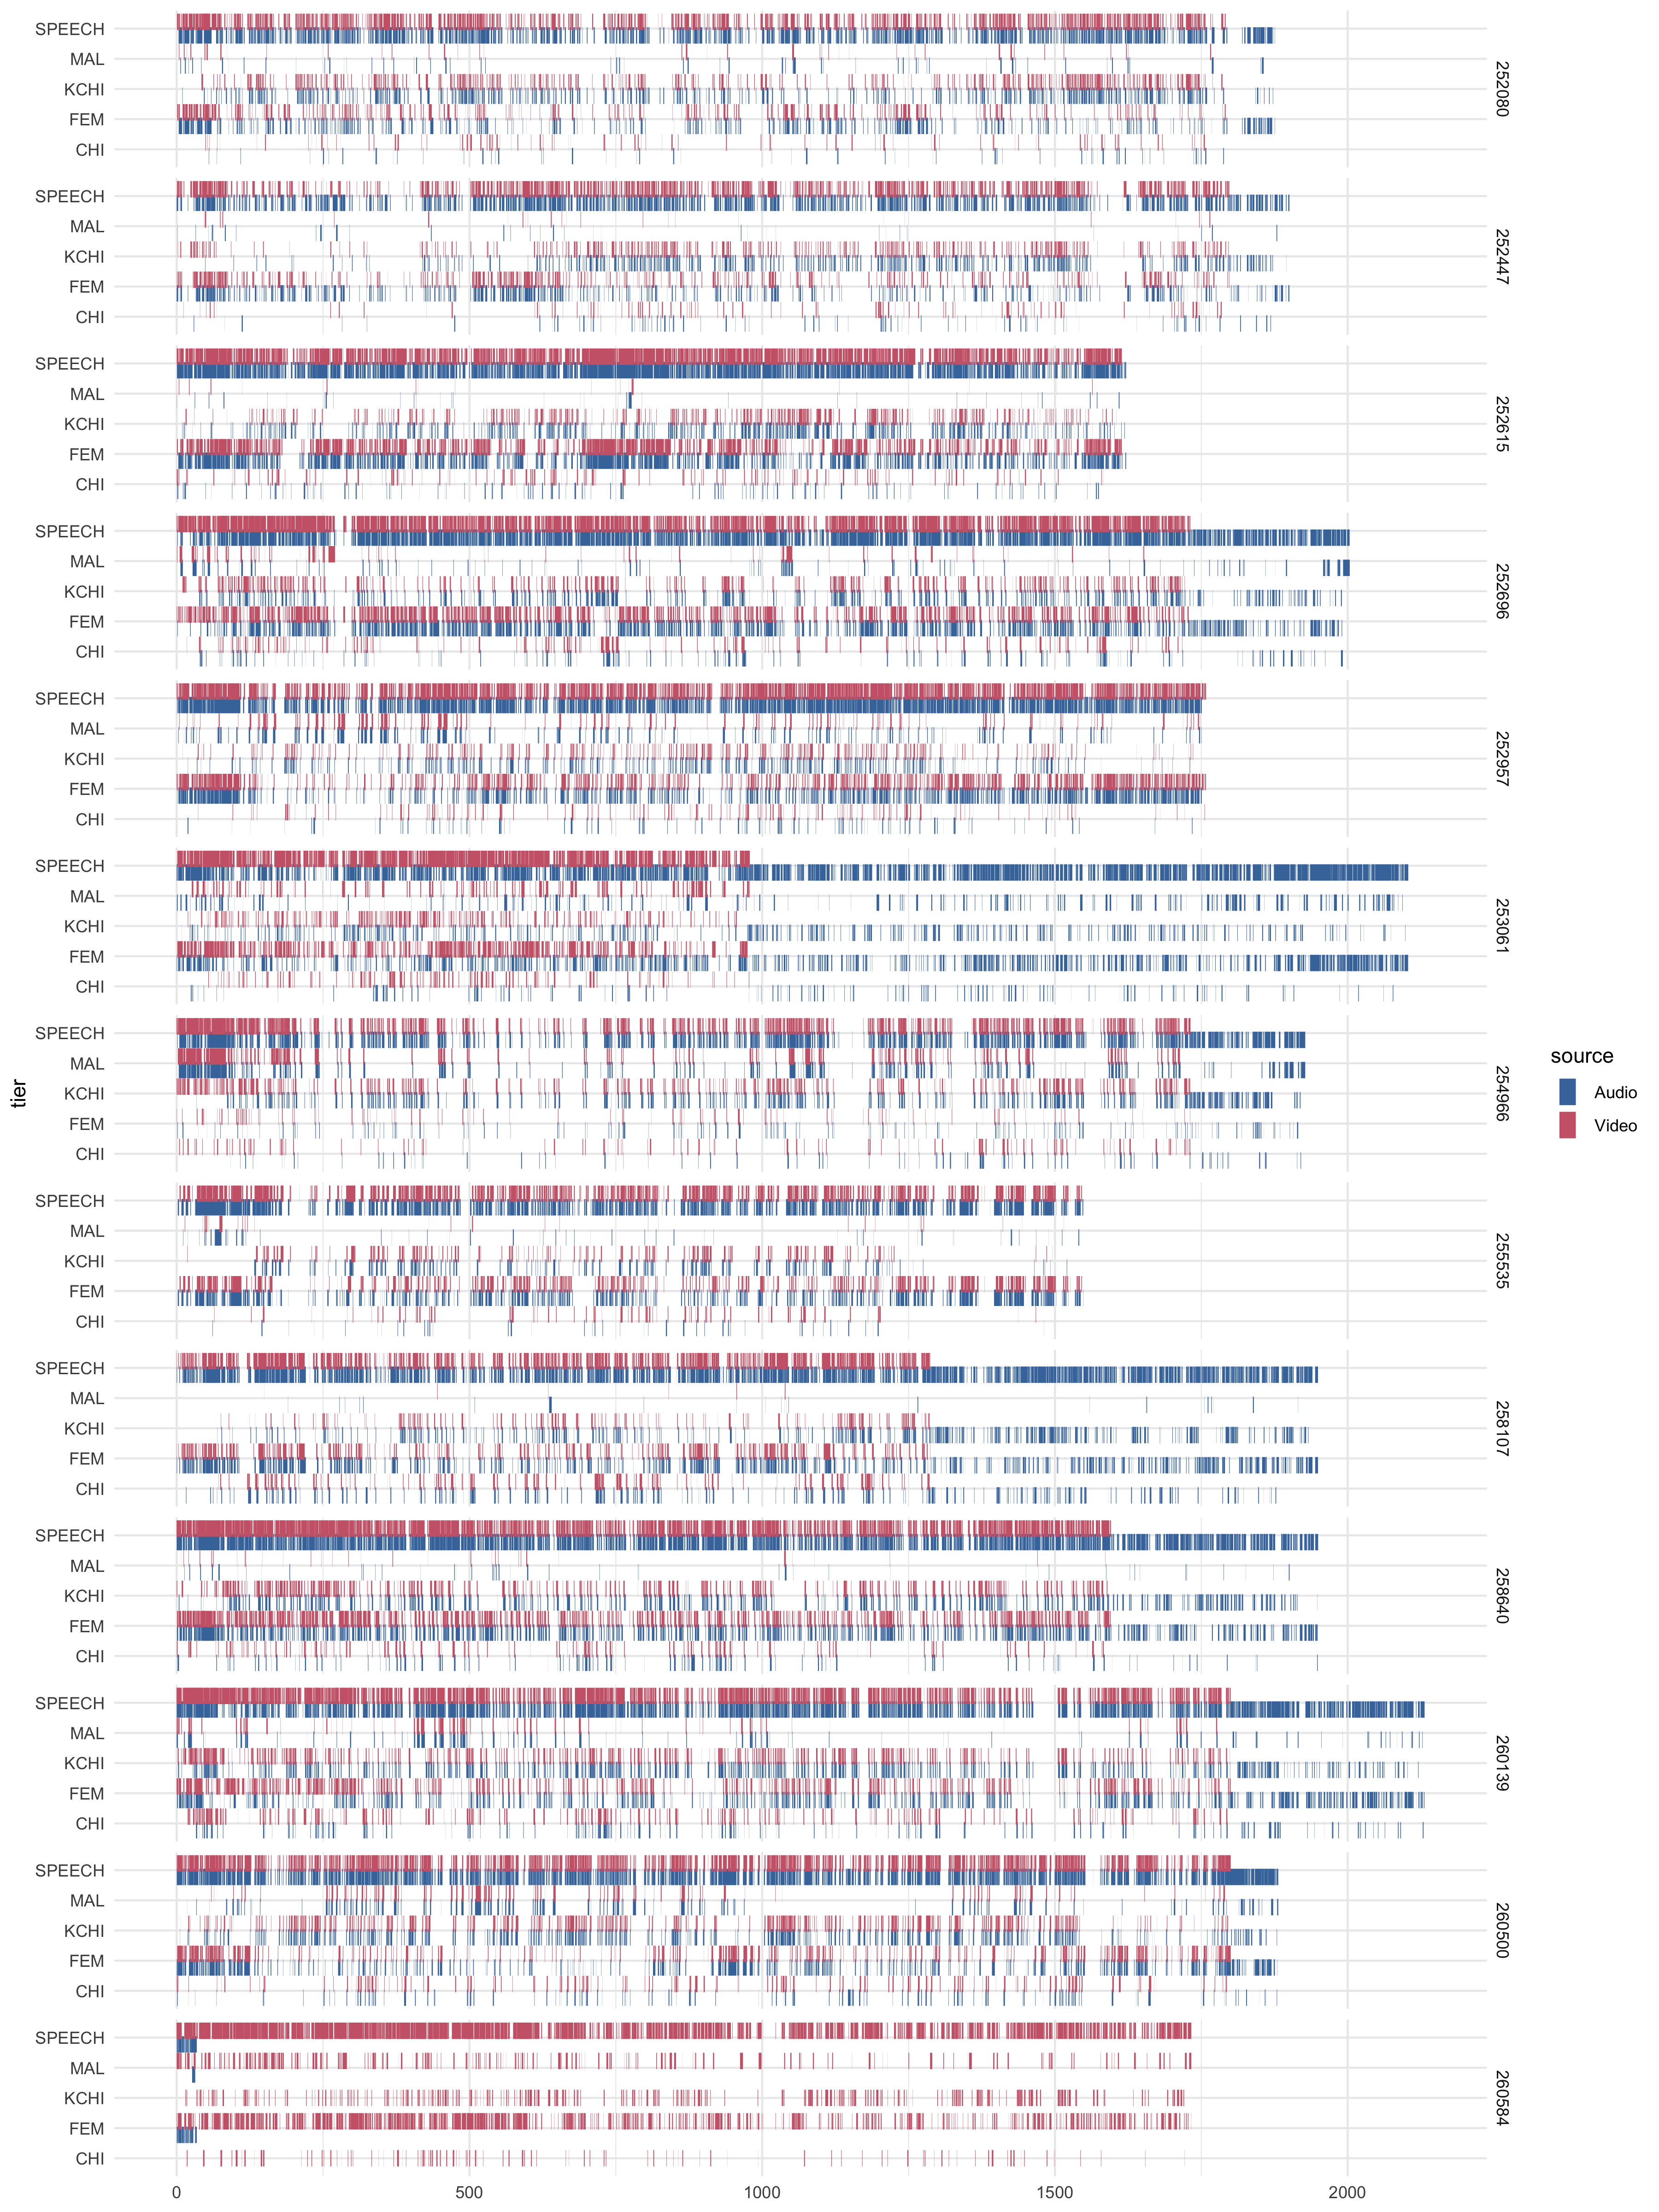 SPEECH
MAL
KCHI
FEM
CHI
252080
SPEECH
MAL
KCHI
FEM
CHI
252447
SPEECH
MAL
KCHI
FEM
CHI
252615
SPEECH
MAL
KCHI
FEM
CHI
252696
SPEECH
MAL
KCHI
FEM
CHI
252957
SPEECH
MAL
KCHI
FEM
CHI
253061
SPEECH
MAL
KCHI
FEM
CHI
254966
SPEECH
MAL
KCHI
FEM
CHI
255535
SPEECH
MAL
KCHI
FEM
CHI
258107
SPEECH
MAL
KCHI
FEM
CHI
258640
SPEECH
MAL
KCHI
FEM
CHI
260139
SPEECH
MAL
KCHI
FEM
CHI
260500
SPEECH
MAL
KCHI
FEM
CHI
260584
0 500 1000 1500 2000
tier
source
Audio
Video